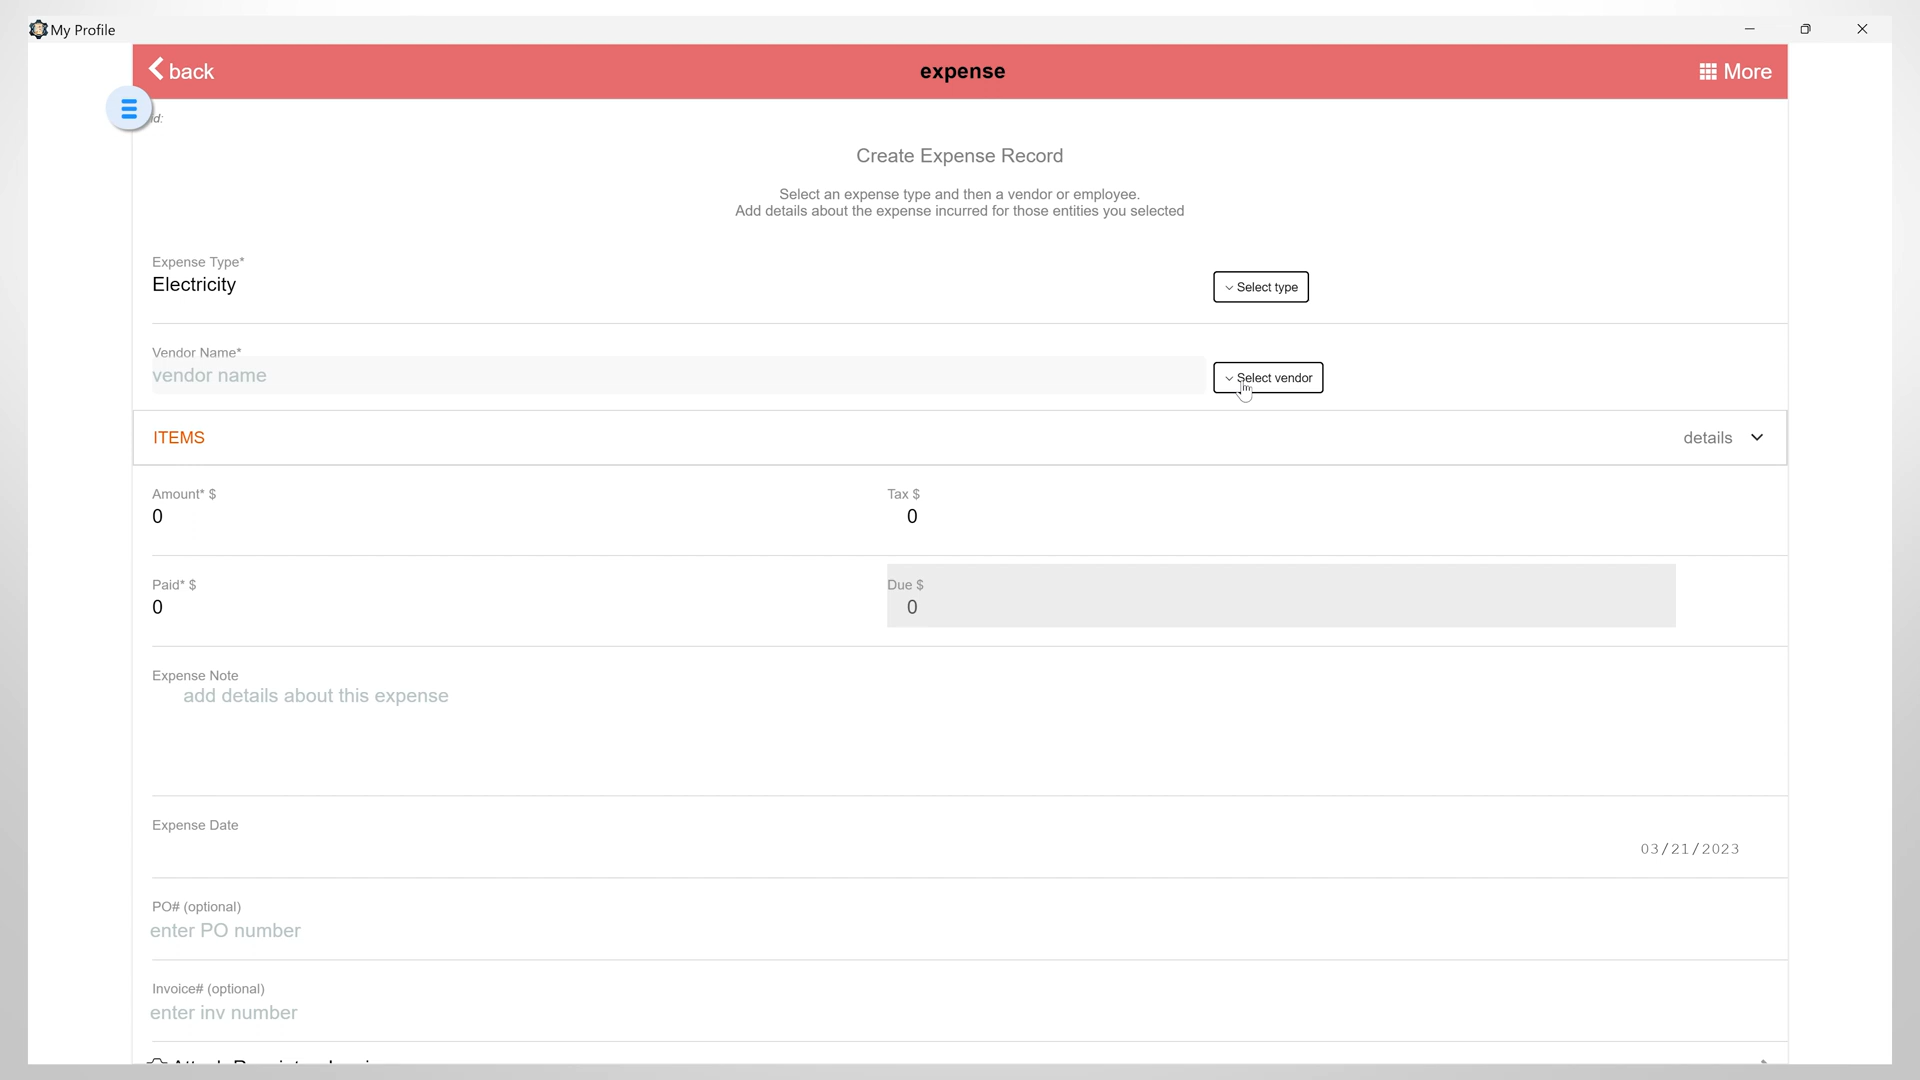 My Profile
back
expense
More
id:
Create Expense Record
Select an expense type and then a vendor or employee.
Add details about the expense incurred for those entities you selected
Expense Type*
Electricity
Select type
Vendor Name*
vendor name
Select vendor
ITEMS
details
Amount* $
0
Tax $
0
Paid* $
0
Due $
0
Expense Note
add details about this expense
Expense Date
03/21/2023
PO# (optional)
enter PO number
Invoice# (optional)
enter inv number